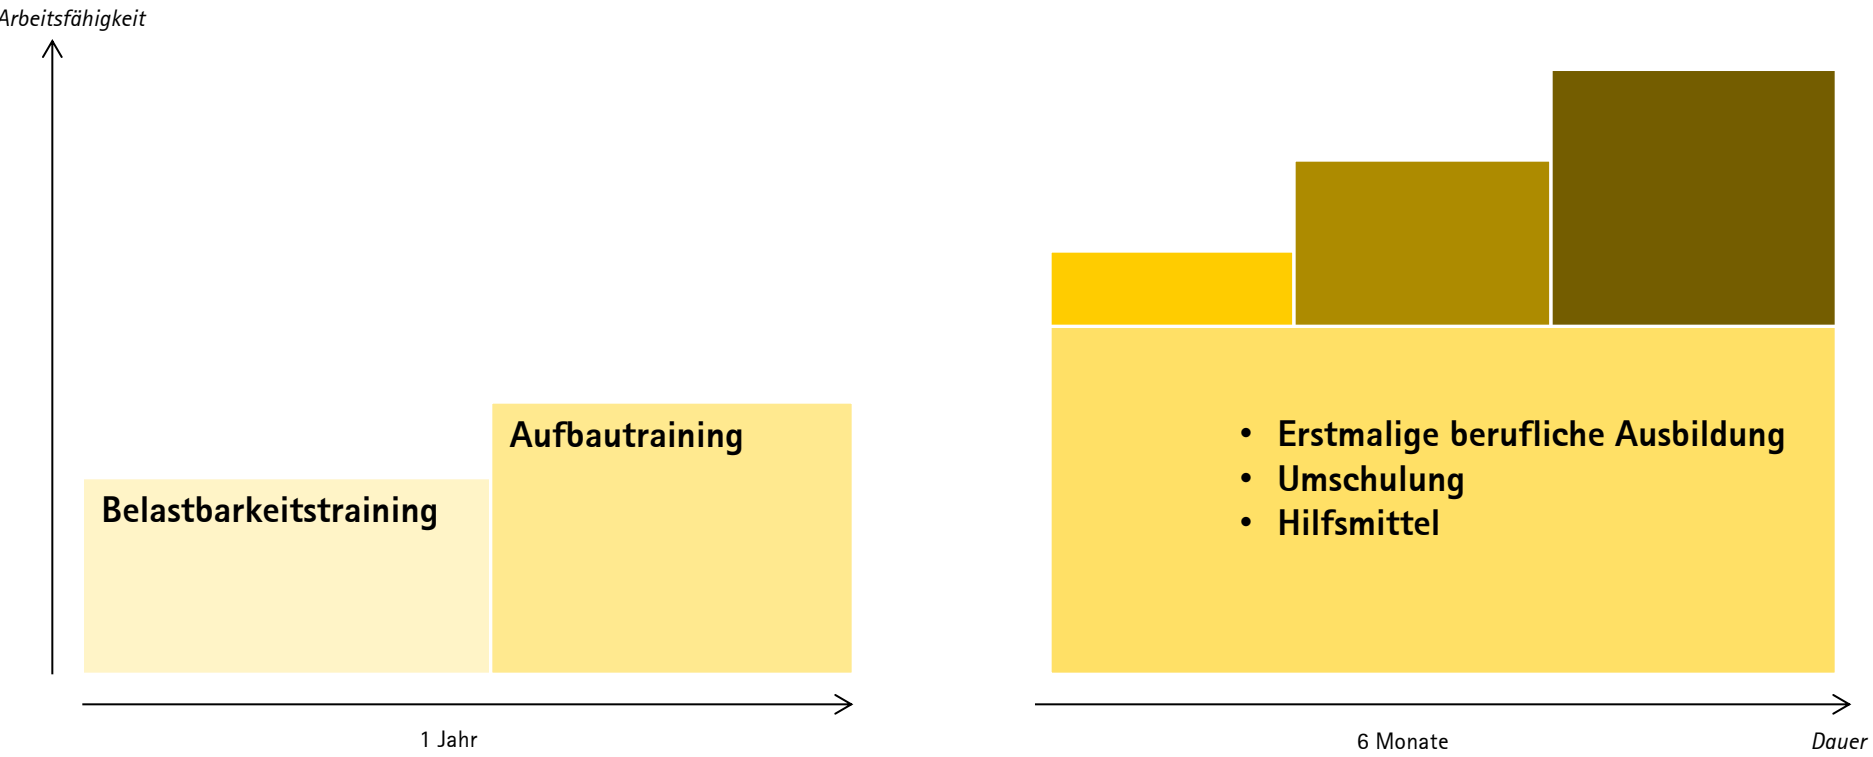 Arbeitsfähigkeit
Aufbautraining
Belastbarkeitstraining
• Erstmalige berufliche Ausbildung
• Umschulung
• Hilfsmittel
1 Jahr
6 Monate
Dauer